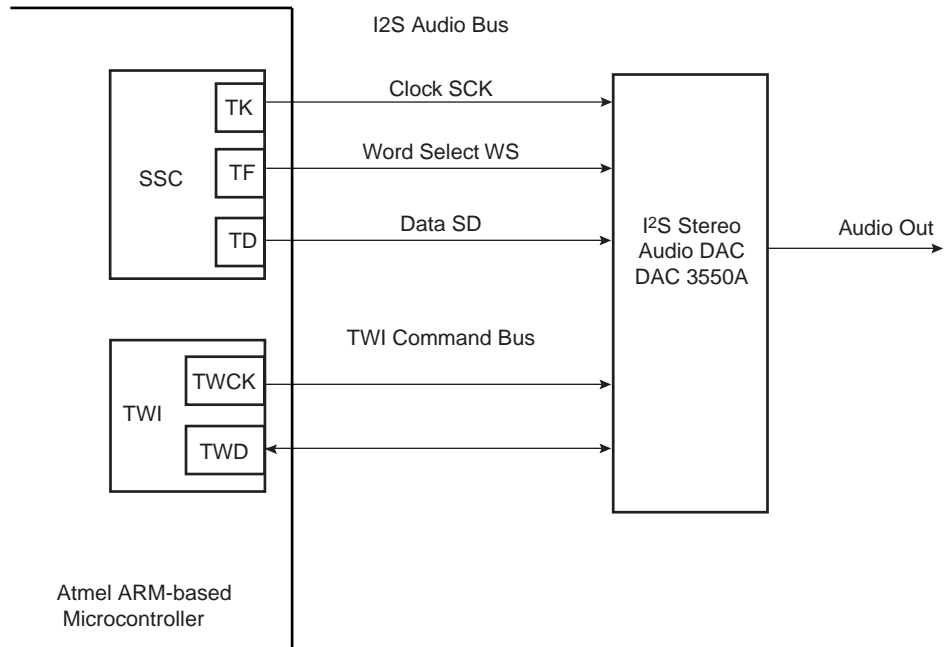 I2S Audio Bus
Clock SCK
TK
Word Select WS
SSC
TF
Data SD
TD
I2S Stereo
Audio DAC
DAC 3550A
Audio Out
TWI Command Bus
TWCK
TWI
TWD
Atmel ARM-based
Microcontroller